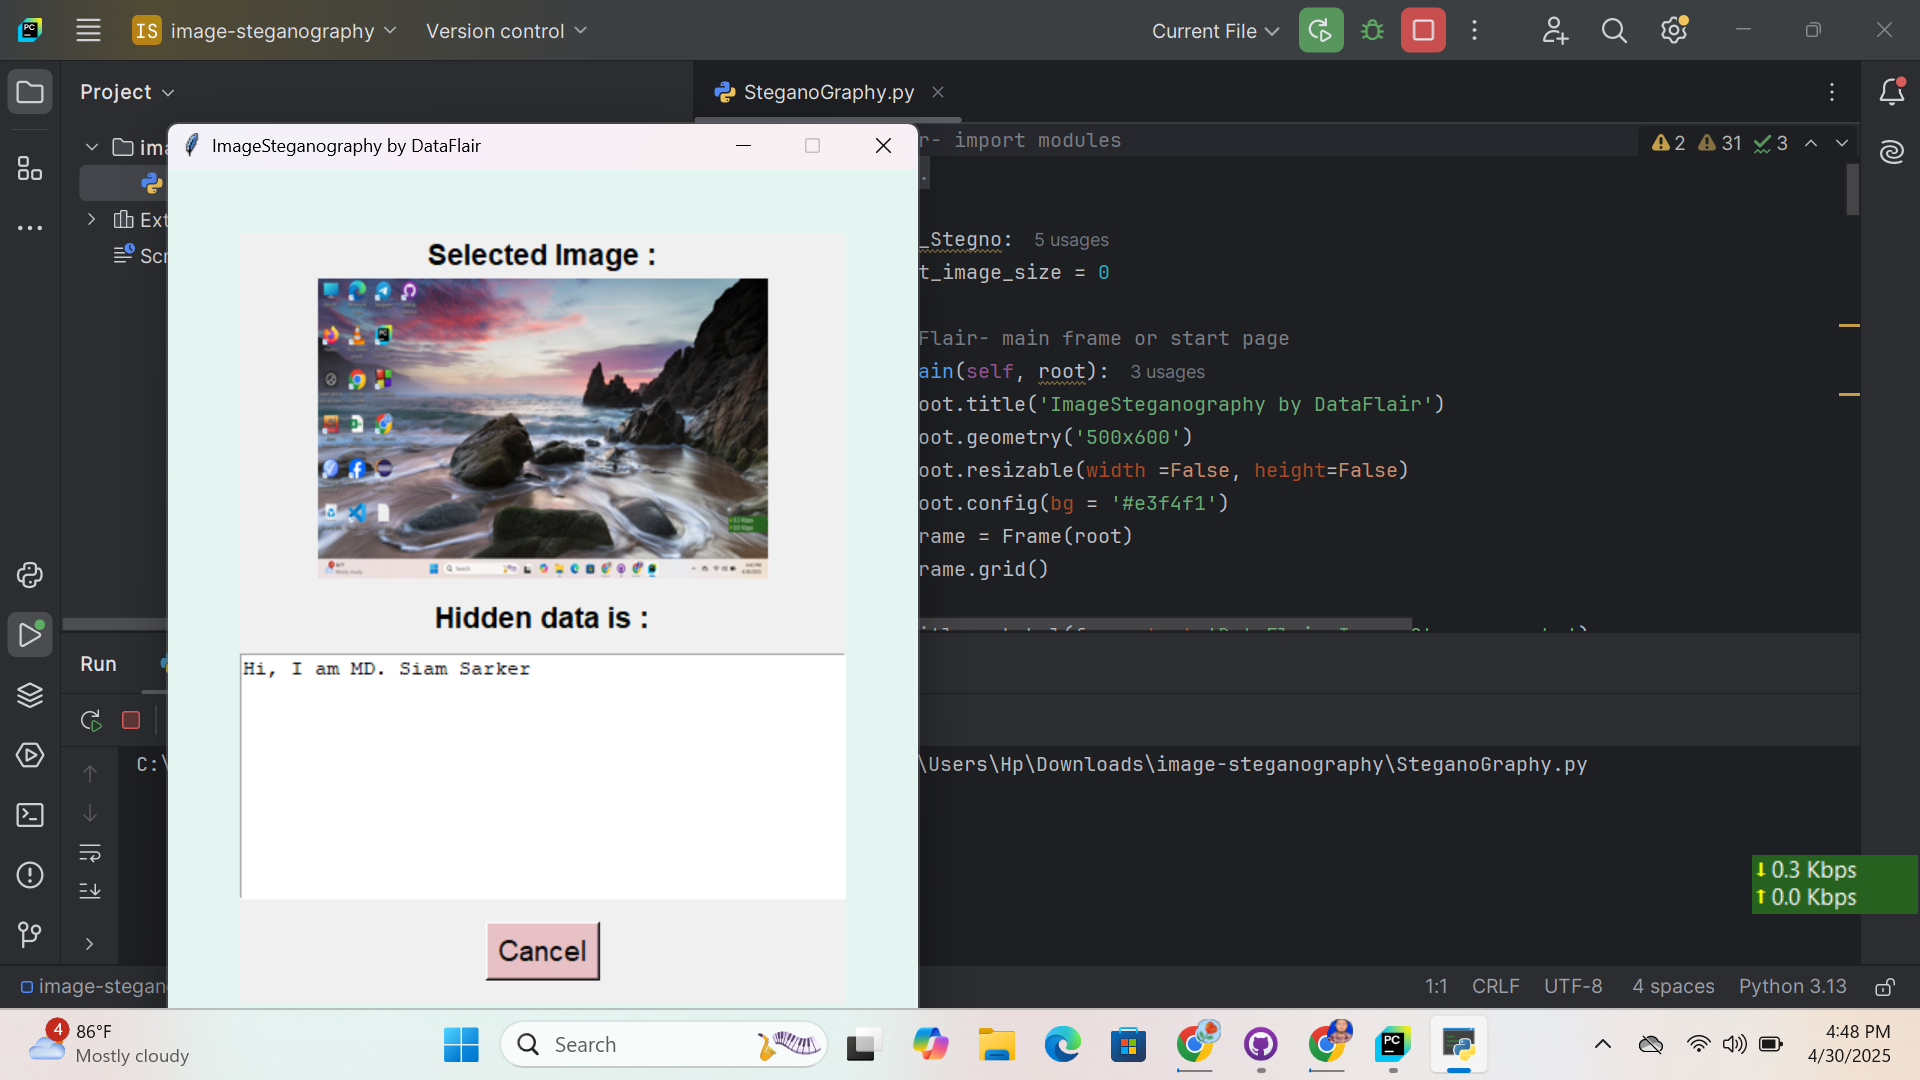 IS image-steganography
Version control
Current File
Project
SteganoGraphy.py
ima
Ext
Scr
ImageSteganography by DataFlair
r- import modules
2 31 3
_Stegno: 5 usages
t_image_size = 0
Flair- main frame or start page
ain(self, root): 3 usages
oot.title('ImageSteganography by DataFlair')
oot.geometry('500x600')
oot.resizable(width =False, height=False)
oot.config(bg = '#e3f4f1')
rame = Frame(root)
rame.grid()
Selected Image :
Hidden data is :
Hi, I am MD. Siam Sarker
Cancel
Run
C:\
\Users\Hp\Downloads\image-steganography\SteganoGraphy.py
0.3 Kbps
0.0 Kbps
image-stegan
1:1 CRLF UTF-8 4 spaces Python 3.13
4
86°F
Mostly cloudy
Search
4:48 PM
4/30/2025